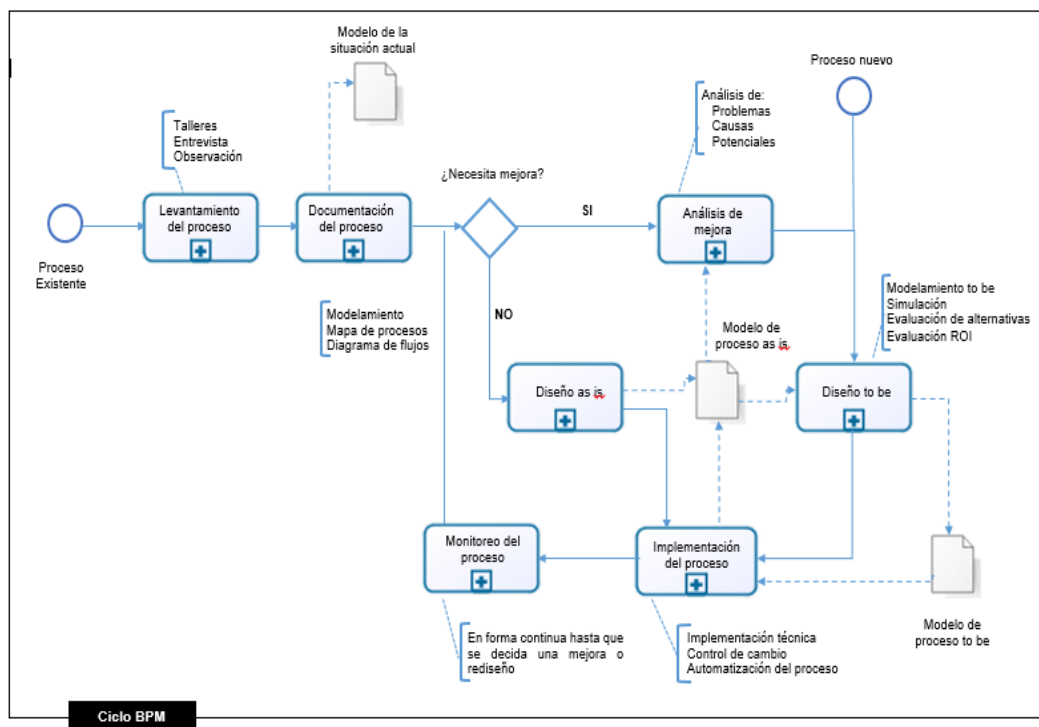 Modelo de la
situación actual
Proceso nuevo
Talleres
Entrevista
Observación
Análisis de:
Problemas
Causas
Potenciales
¿Necesita mejora?
Levantamiento
del proceso
Documentación
del proceso
SI
Análisis de
mejora
Proceso
Existente
Modelamiento
Mapa de procesos
Diagrama de flujos
NO
Modelo de
proceso as is
Modelamiento to be
Simulación
Evaluación de alternativas
Evaluación ROI
Diseño as is
Diseño to be
Monitoreo del
proceso
Implementación
del proceso
En forma continua hasta que
se decida una mejora o
rediseño
Implementación técnica
Control de cambio
Automatización del proceso
Modelo de
proceso to be
Ciclo BPM